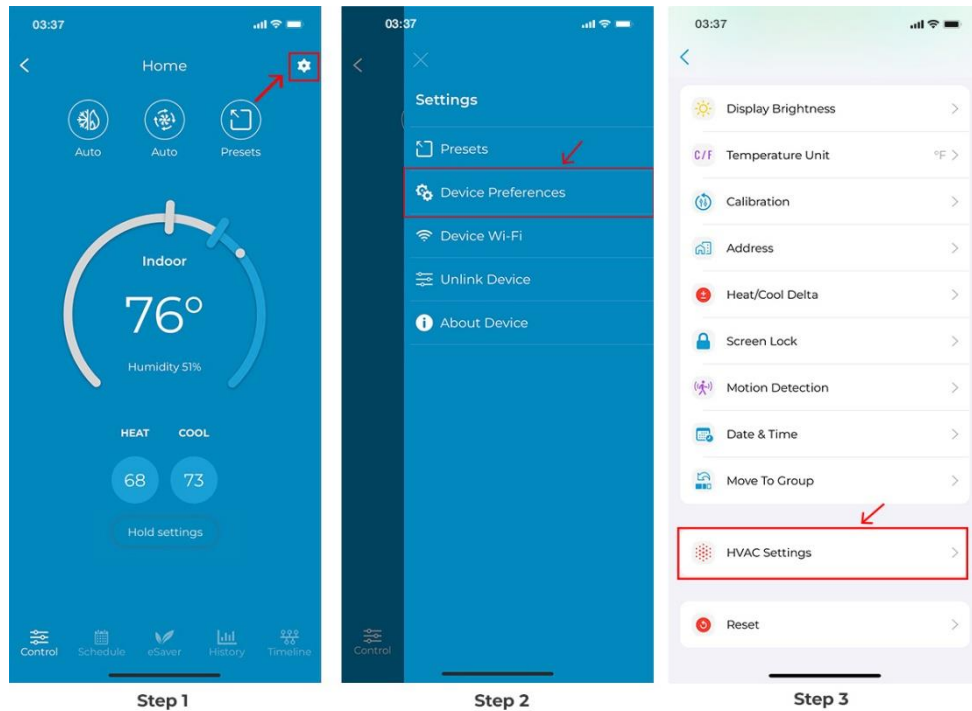 03:37
Home
Auto
Auto
Presets
Indoor
76°
Humidity 51%
HEAT COOL
68 73
Hold settings
Control Schedule eSaver History Timeline
Step 1
03:37
Settings
Presets
Device Preferences
Device Wi-Fi
Unlink Device
About Device
Control
Step 2
03:37
Display Brightness
C/F Temperature Unit °F
Calibration
Address
Heat/Cool Delta
Screen Lock
Motion Detection
Date & Time
Move To Group
HVAC Settings
Reset
Step 3